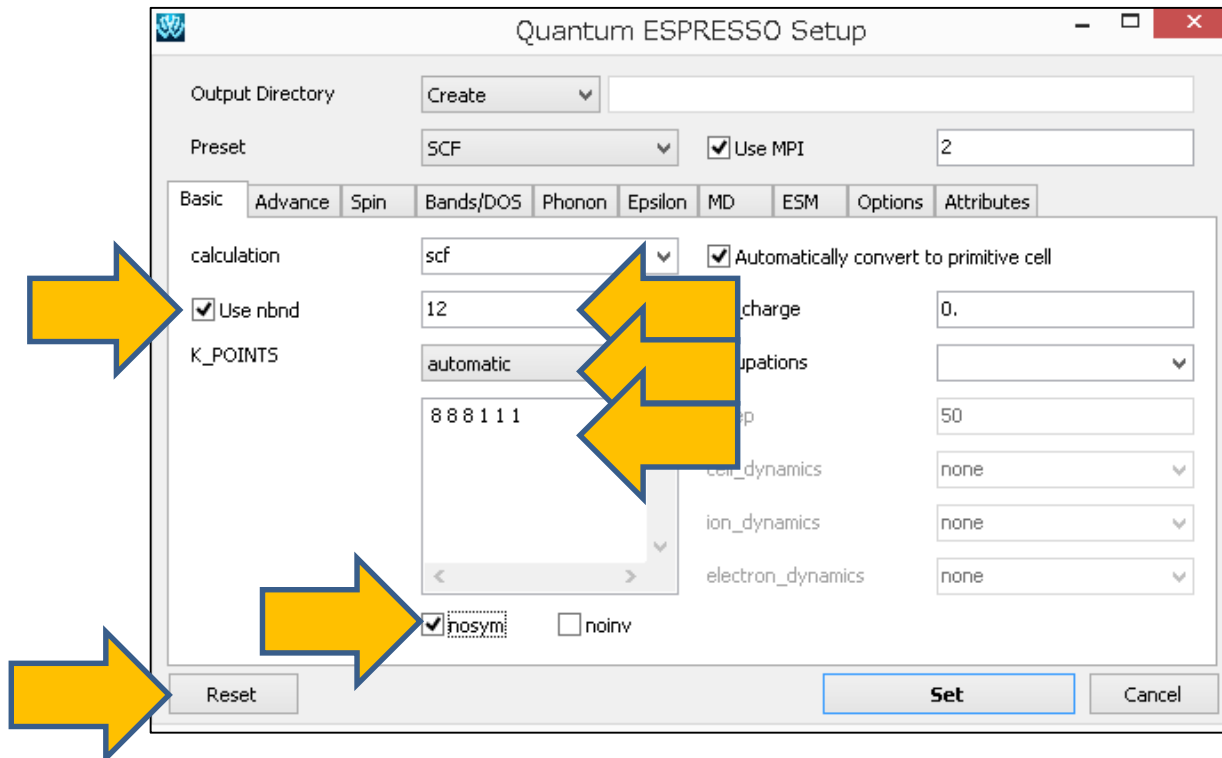 Quantum ESPRESSO Setup
Output Directory Create
Preset SCF Use MPI 2
Basic Advance Spin Bands/DOS Phonon Epsilon MD ESM Options Attributes
calculation scf Automatically convert to primitive cell
Use nbnd 12 charge 0.
K_POINTS automatic upations
8 8 8 1 1 1 ep 50
cell_dynamics none
ion_dynamics none
electron_dynamics none
nosym noinv
Reset Set Cancel